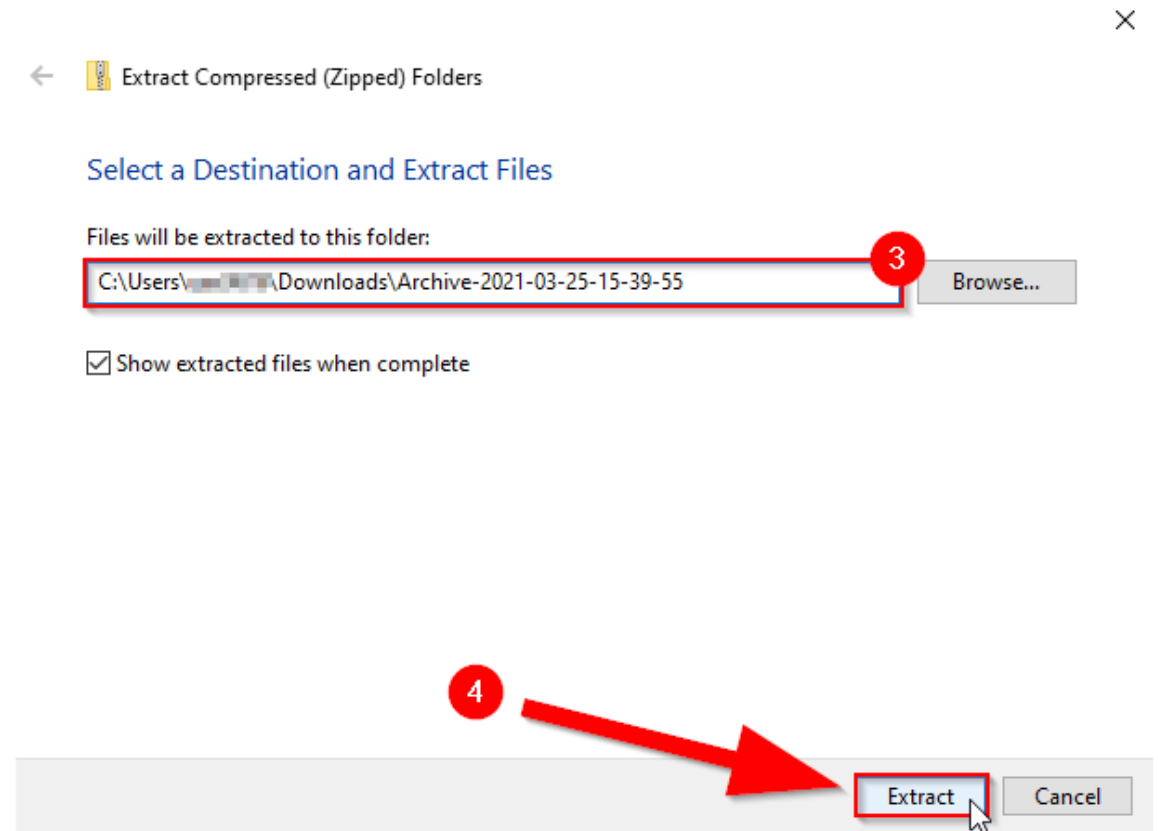 Extract Compressed (Zipped) Folders
Select a Destination and Extract Files
Files will be extracted to this folder:
3
C:\Users\ \Downloads\Archive-2021-03-25-15-39-55
Browse...
Show extracted files when complete
4
Extract
Cancel